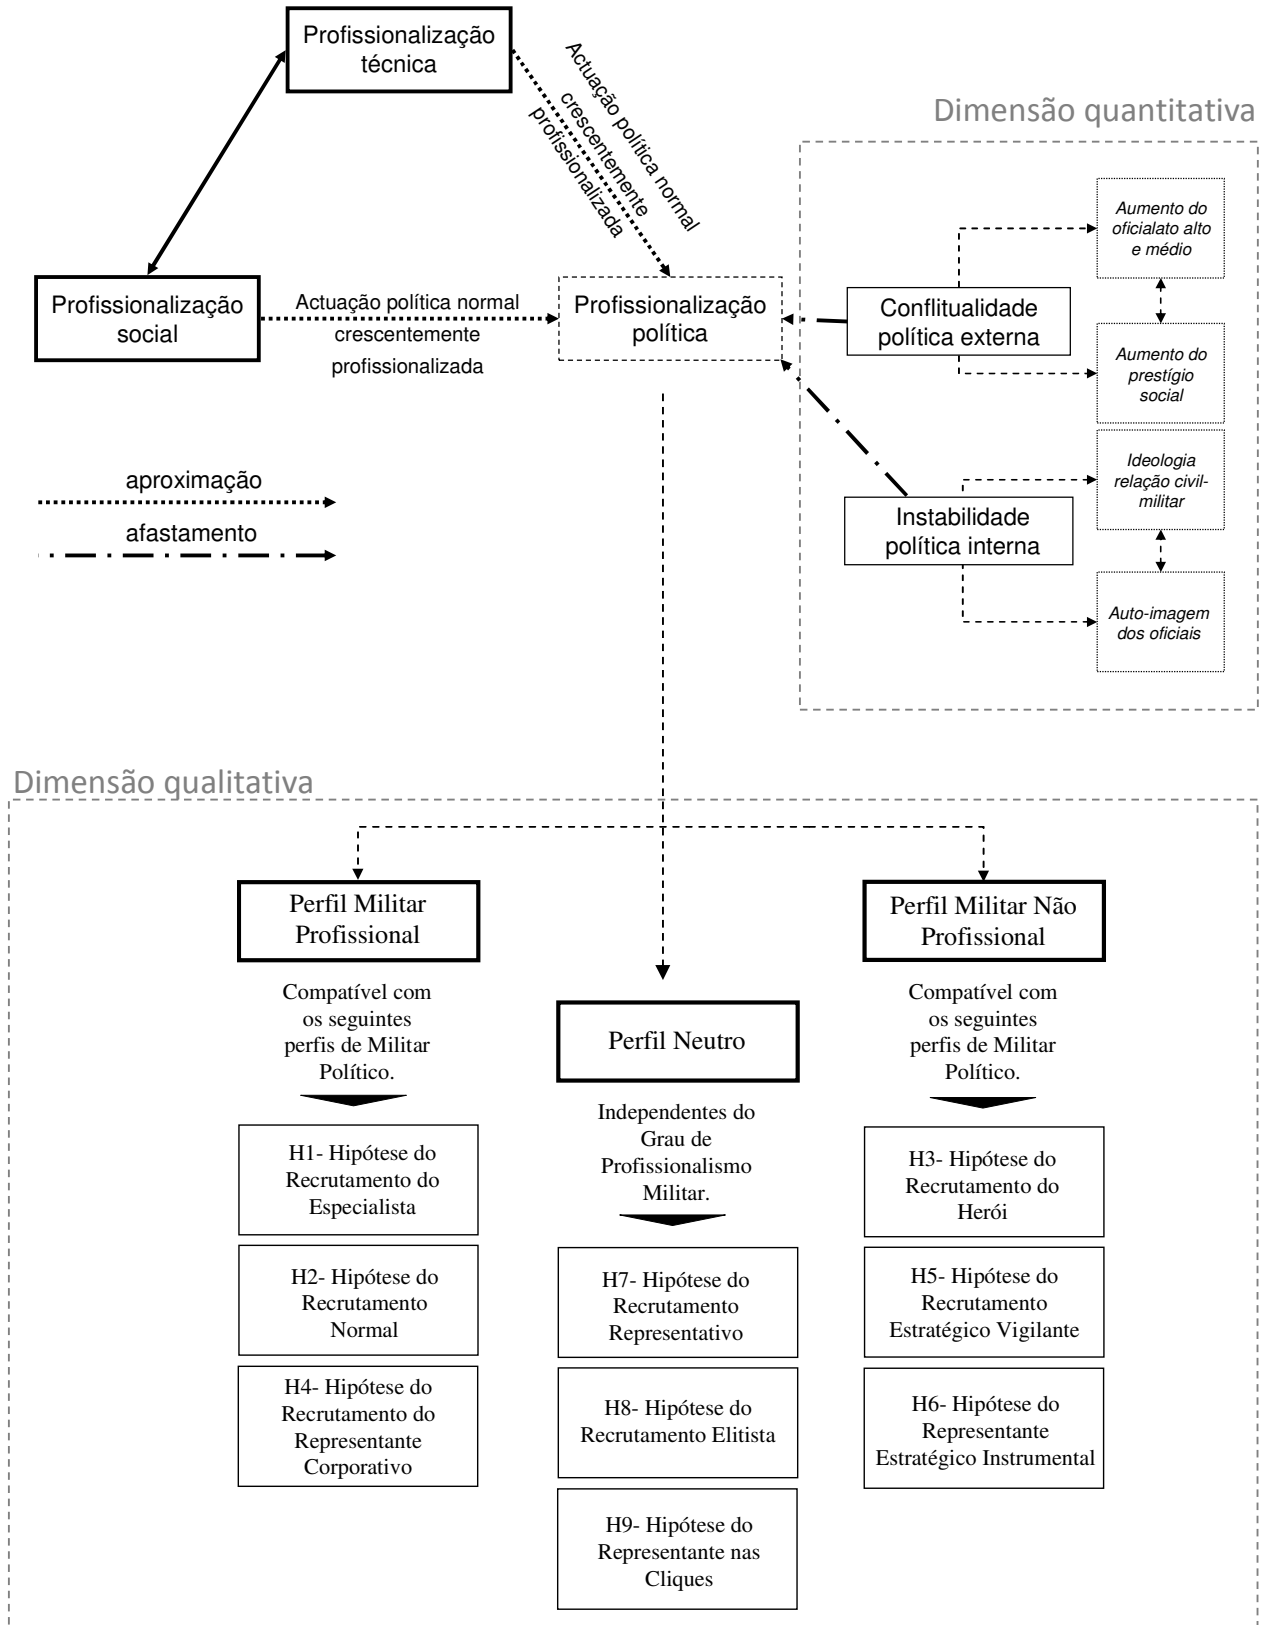 Profissionalização
técnica
Actuação política normal
crescentemente
profissionalizada
Dimensão quantitativa
Aumento do
oficialato alto
e médio
Profissionalização
social
Actuação política normal
crescentemente
profissionalizada
Profissionalização
política
Conflitualidade
política externa
Aumento do
prestígio
social
Ideologia
relação civil-
militar
aproximação
afastamento
Instabilidade
política interna
Auto-imagem
dos oficiais
Dimensão qualitativa
Perfil Militar
Profissional
Compatível com
os seguintes
perfis de Militar
Político.
H1- Hipótese do
Recrutamento do
Especialista
H2- Hipótese do
Recrutamento
Normal
H4- Hipótese do
Recrutamento do
Representante
Corporativo
Perfil Neutro
Independentes do
Grau de
Profissionalismo
Militar.
H7- Hipótese do
Recrutamento
Representativo
H8- Hipótese do
Recrutamento Elitista
H9- Hipótese do
Representante nas
Cliques
Perfil Militar Não
Profissional
Compatível com
os seguintes
perfis de Militar
Político.
H3- Hipótese do
Recrutamento do
Herói
H5- Hipótese do
Recrutamento
Estratégico Vigilante
H6- Hipótese do
Representante
Estratégico Instrumental